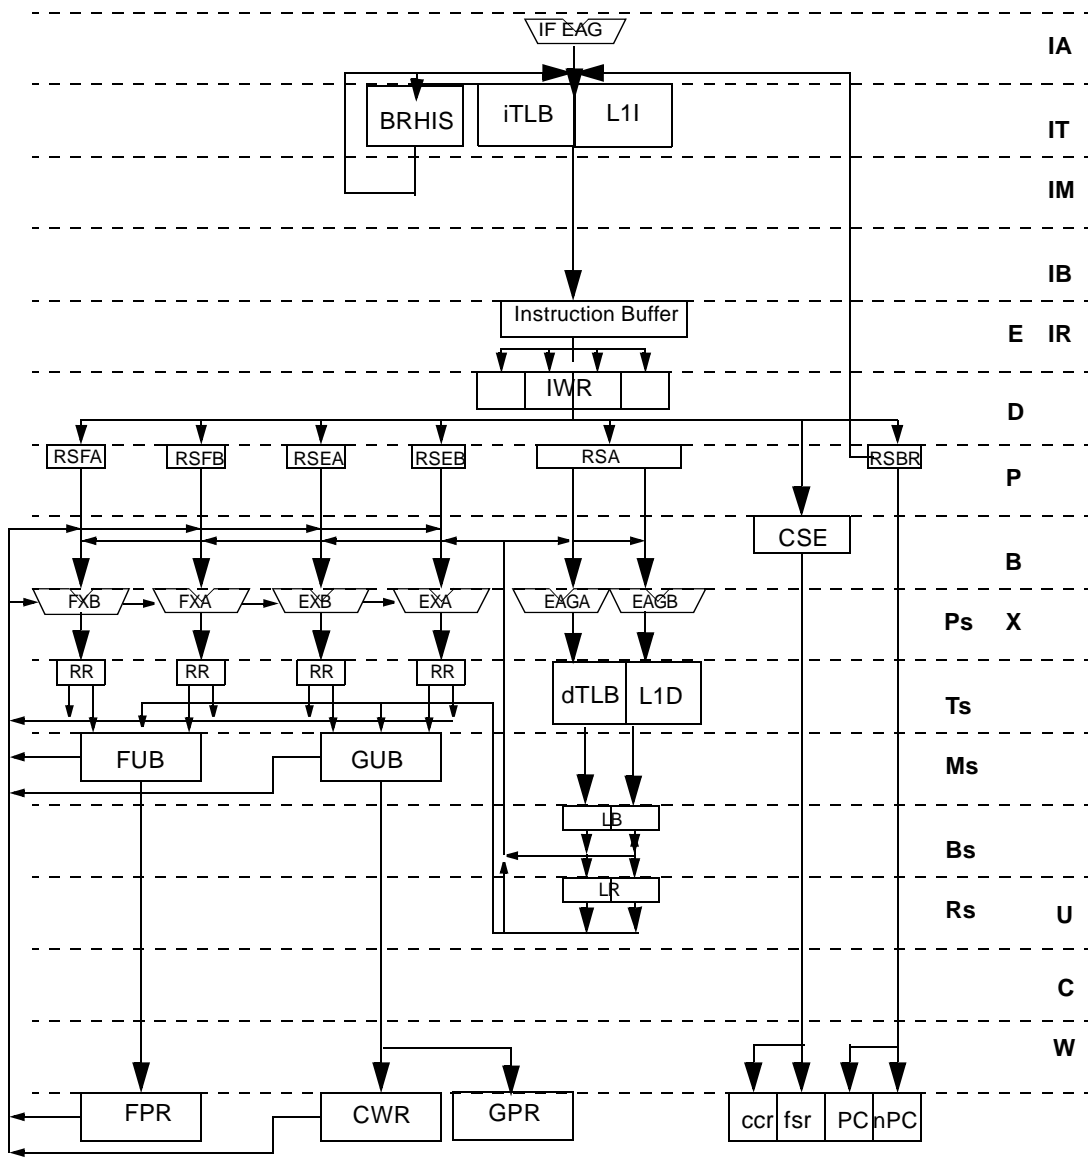 IF EAG
IA
BRHIS
iTLB
L1I
IT
IM
IB
Instruction Buffer
E IR
IWR
D
RSFA
RSFB
RSEA
RSEB
RSA
RSBR
P
CSE
B
FXB
FXA
EXB
EXA
EAGA
EAGB
Ps X
RR
RR
RR
RR
dTLB
L1D
Ts
FUB
GUB
Ms
LB
Bs
LR
Rs U
C
W
FPR
CWR
GPR
ccr
fsr
PC
nPC